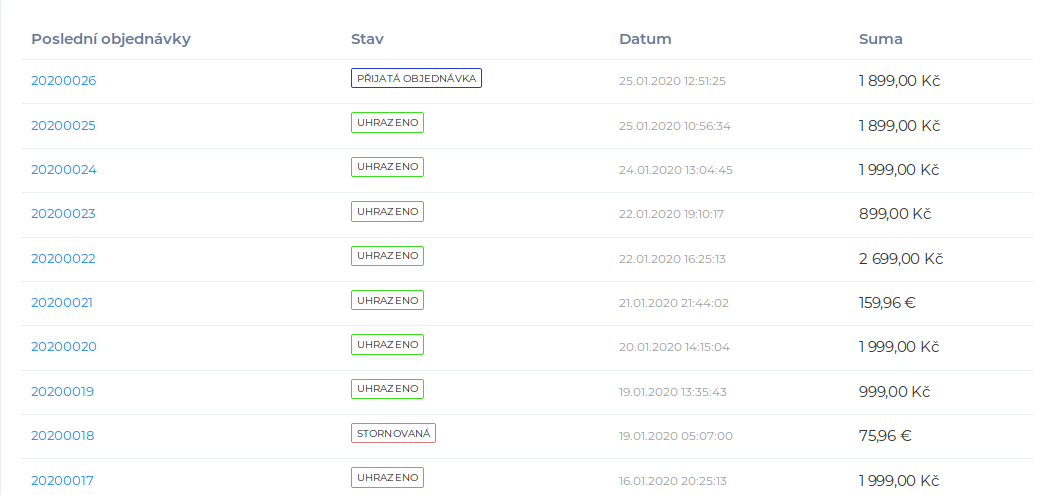 Poslední objednávky Stav Datum Suma
20200026 PŘIJATÁ OBJEDNÁVKA 25.01.2020 12:51:25 1 899,00 Kč
20200025 UHRAZENO 25.01.2020 10:56:34 1 899,00 Kč
20200024 UHRAZENO 24.01.2020 13:04:45 1 999,00 Kč
20200023 UHRAZENO 22.01.2020 19:10:17 899,00 Kč
20200022 UHRAZENO 22.01.2020 16:25:13 2 699,00 Kč
20200021 UHRAZENO 21.01.2020 21:44:02 159,96 €
20200020 UHRAZENO 20.01.2020 14:15:04 1 999,00 Kč
20200019 UHRAZENO 19.01.2020 13:35:43 999,00 Kč
20200018 STORNOVANÁ 19.01.2020 05:07:00 75,96 €
20200017 UHRAZENO 16.01.2020 20:25:13 1 999,00 Kč